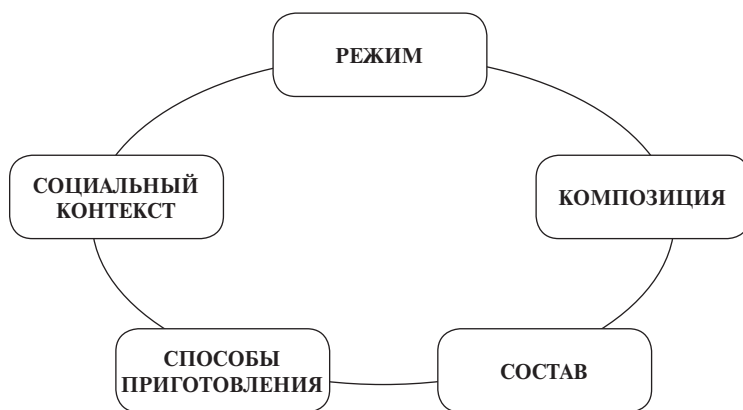 РЕЖИМ
СОЦИАЛЬНЫЙ
КОНТЕКСТ
КОМПОЗИЦИЯ
СПОСОБЫ
ПРИГОТОВЛЕНИЯ
СОСТАВ